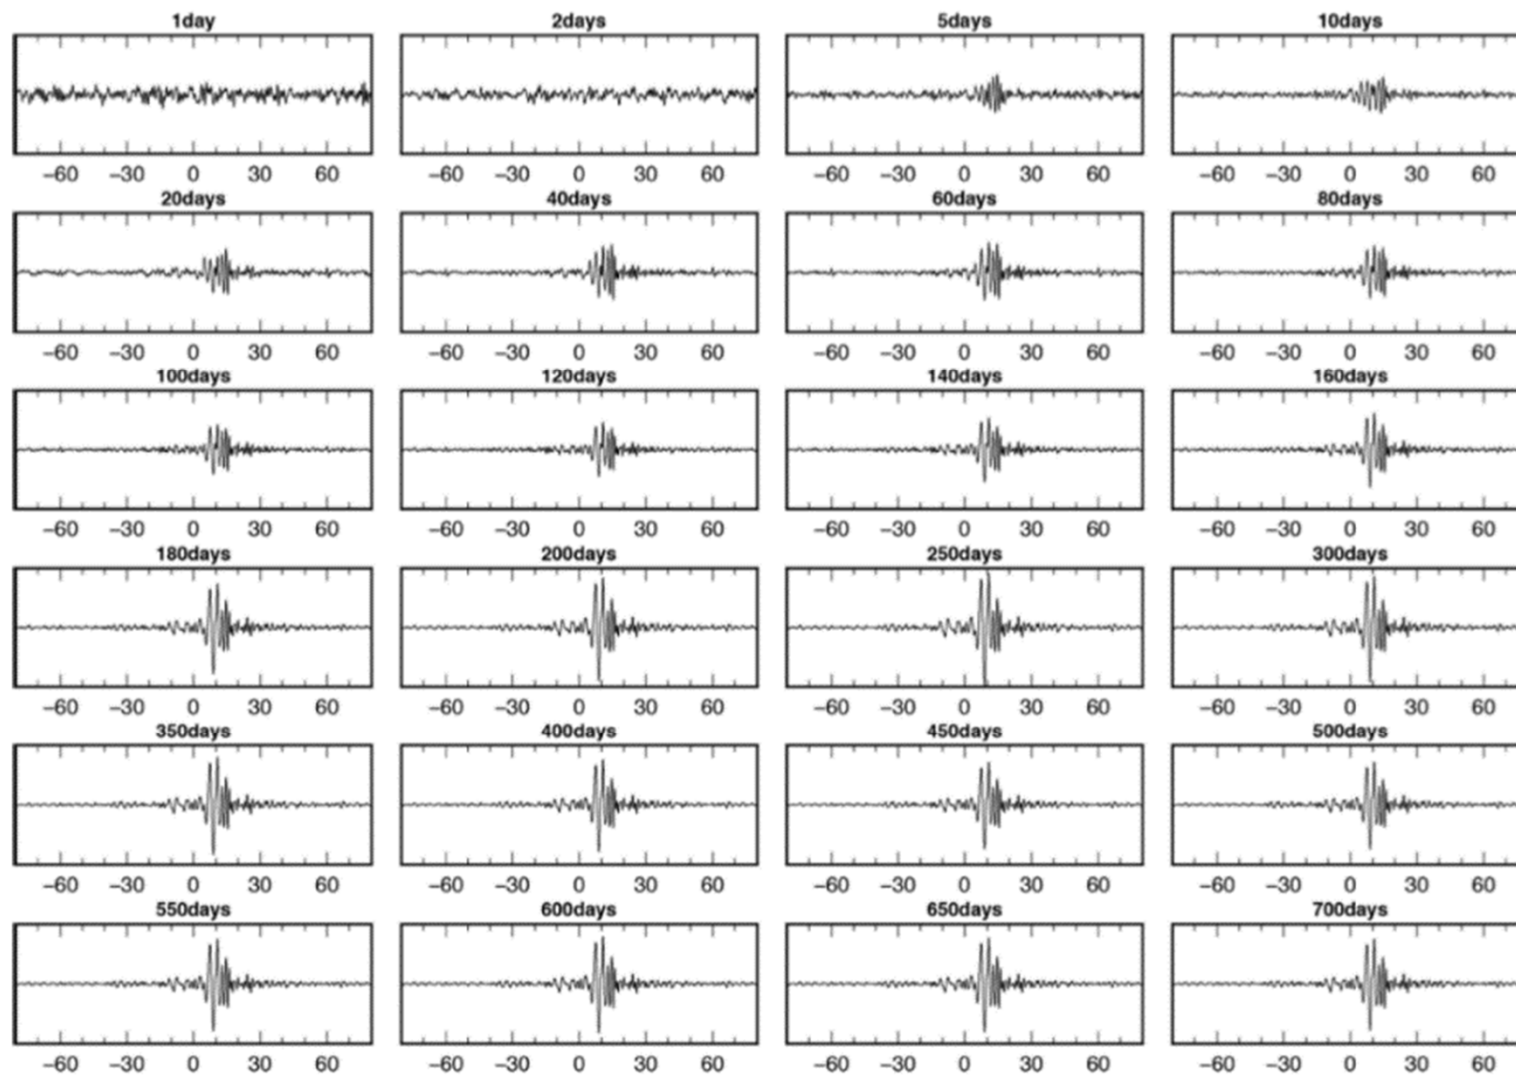 1day 2days 5days 10days
−60 −30 0 30 60 −60 −30 0 30 60 −60 −30 0 30 60 −60 −30 0 30 60
20days 40days 60days 80days
−60 −30 0 30 60 −60 −30 0 30 60 −60 −30 0 30 60 −60 −30 0 30 60
100days 120days 140days 160days
−60 −30 0 30 60 −60 −30 0 30 60 −60 −30 0 30 60 −60 −30 0 30 60
180days 200days 250days 300days
−60 −30 0 30 60 −60 −30 0 30 60 −60 −30 0 30 60 −60 −30 0 30 60
350days 400days 450days 500days
−60 −30 0 30 60 −60 −30 0 30 60 −60 −30 0 30 60 −60 −30 0 30 60
550days 600days 650days 700days
−60 −30 0 30 60 −60 −30 0 30 60 −60 −30 0 30 60 −60 −30 0 30 60